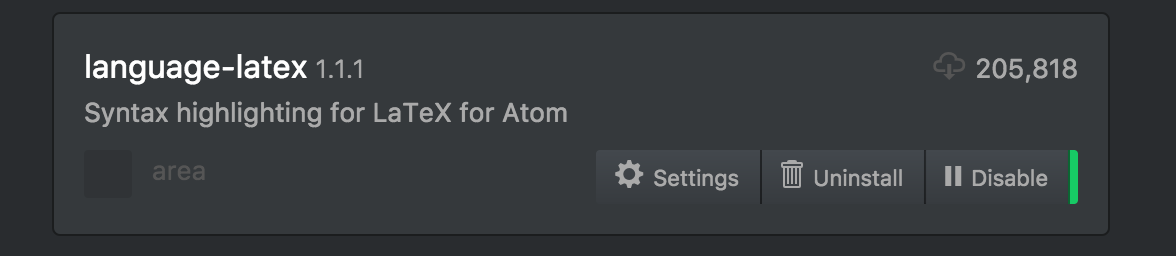 language-latex 1.1.1 205,818
Syntax highlighting for LaTeX for Atom
area Settings Uninstall Disable